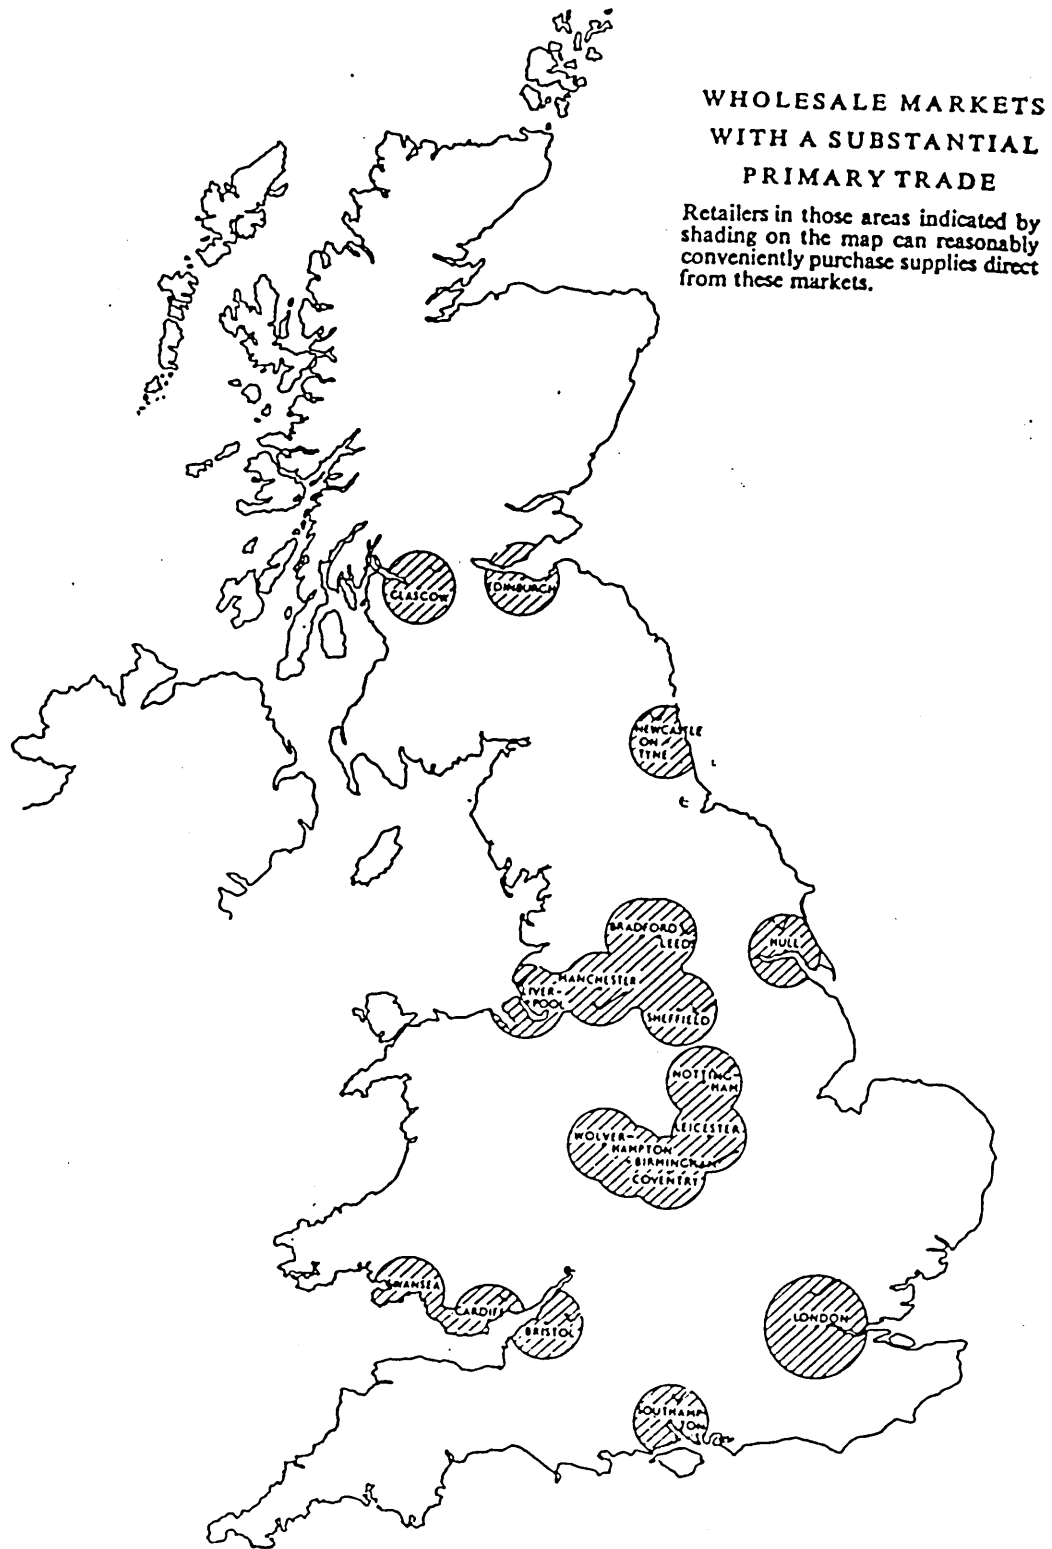 WHOLESALE MARKETS
WITH A SUBSTANTIAL
PRIMARY TRADE
Retailers in those areas indicated by
shading on the map can reasonably
conveniently purchase supplies direct
from these markets.
GLASCOW
EDINBURGH
NEWCASTLE
ON
TYNE
BRADFORD
LEEDS
HULL
MANCHESTER
LIVER-
POOL
SHEFFIELD
NOTTING-
HAM
LEICESTER
WOLVER-
HAMPTON
BIRMINGHAM
COVENTRY
SWANSEA
CARDIFF
BRISTOL
LONDON
SOUTHAMP
TON